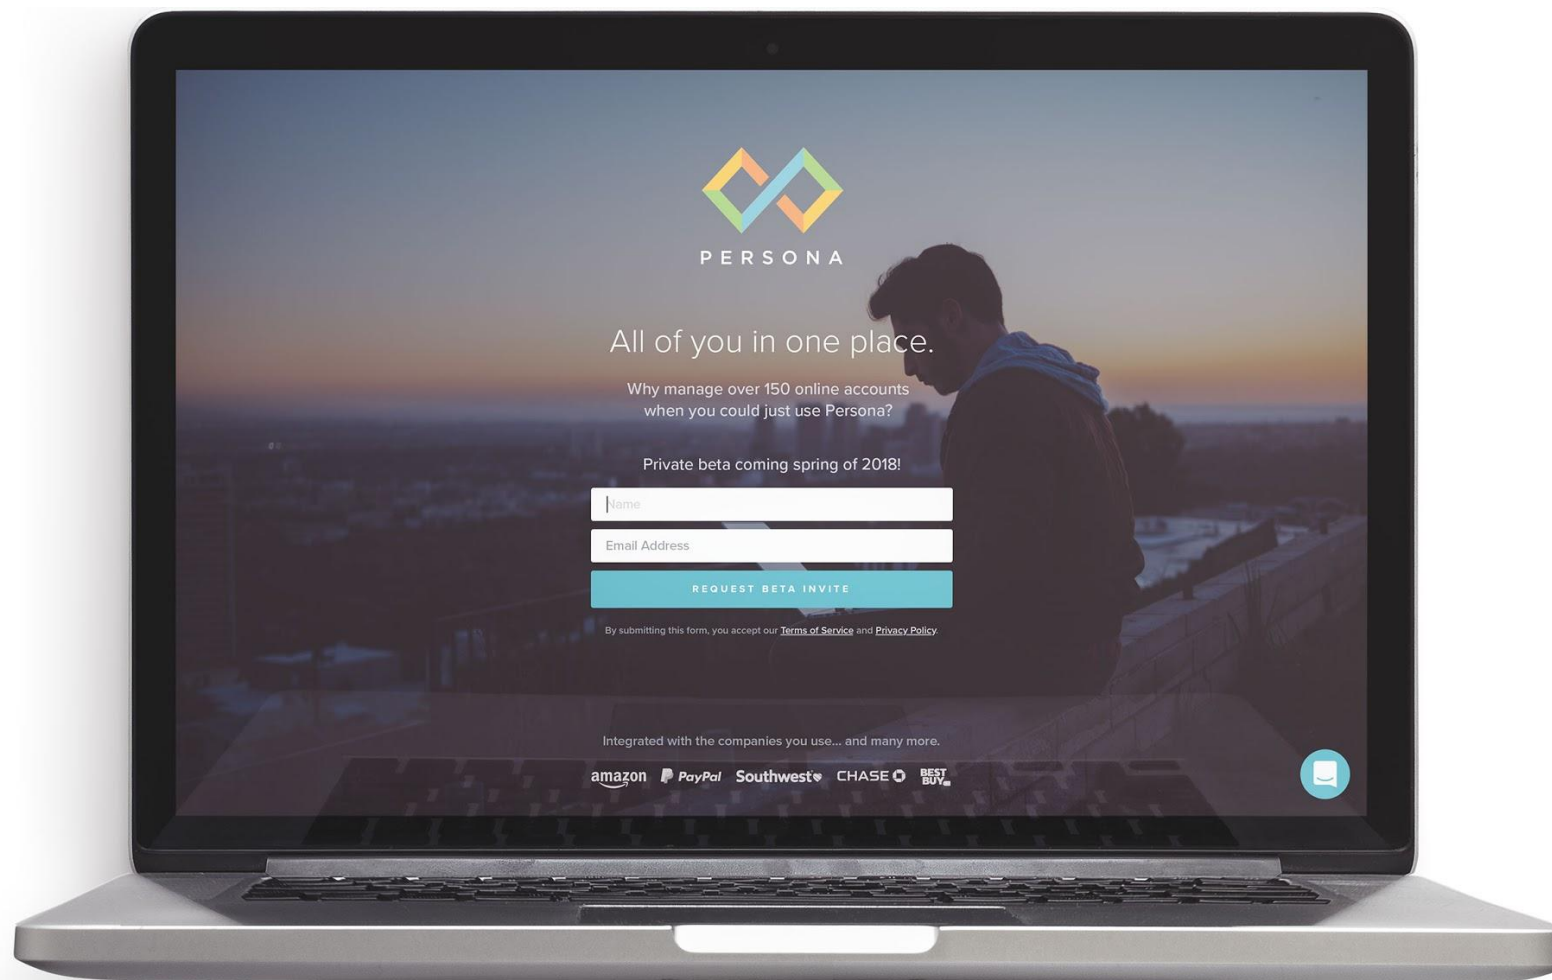 PERSONA
All of you in one place.
Why manage over 150 online accounts
when you could just use Persona?
Private beta coming spring of 2018!
Name
Email Address
REQUEST BETA INVITE
By submitting this form, you accept our Terms of Service and Privacy Policy.
Integrated with the companies you use... and many more.
amazon PayPal Southwest CHASE BEST BUY